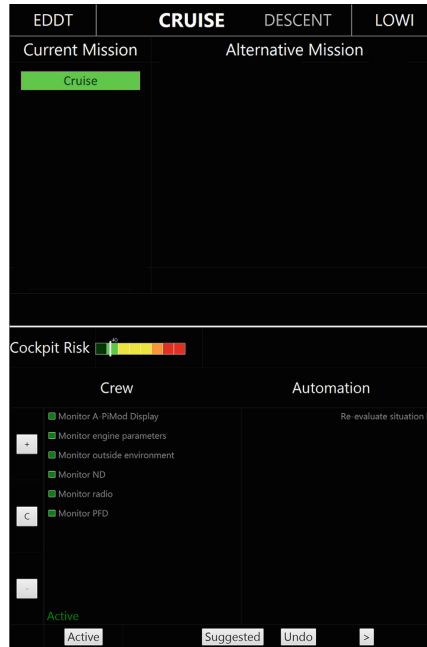 EDDT CRUISE DESCENT LOWI
Current Mission Alternative Mission
Cruise
Cockpit Risk
Crew Automation
Monitor A-PiMod Display Re-evaluate situation
Monitor engine parameters
+
Monitor outside environment
Monitor ND
Monitor radio
C Monitor PFD
-
Active
Active Suggested Undo >